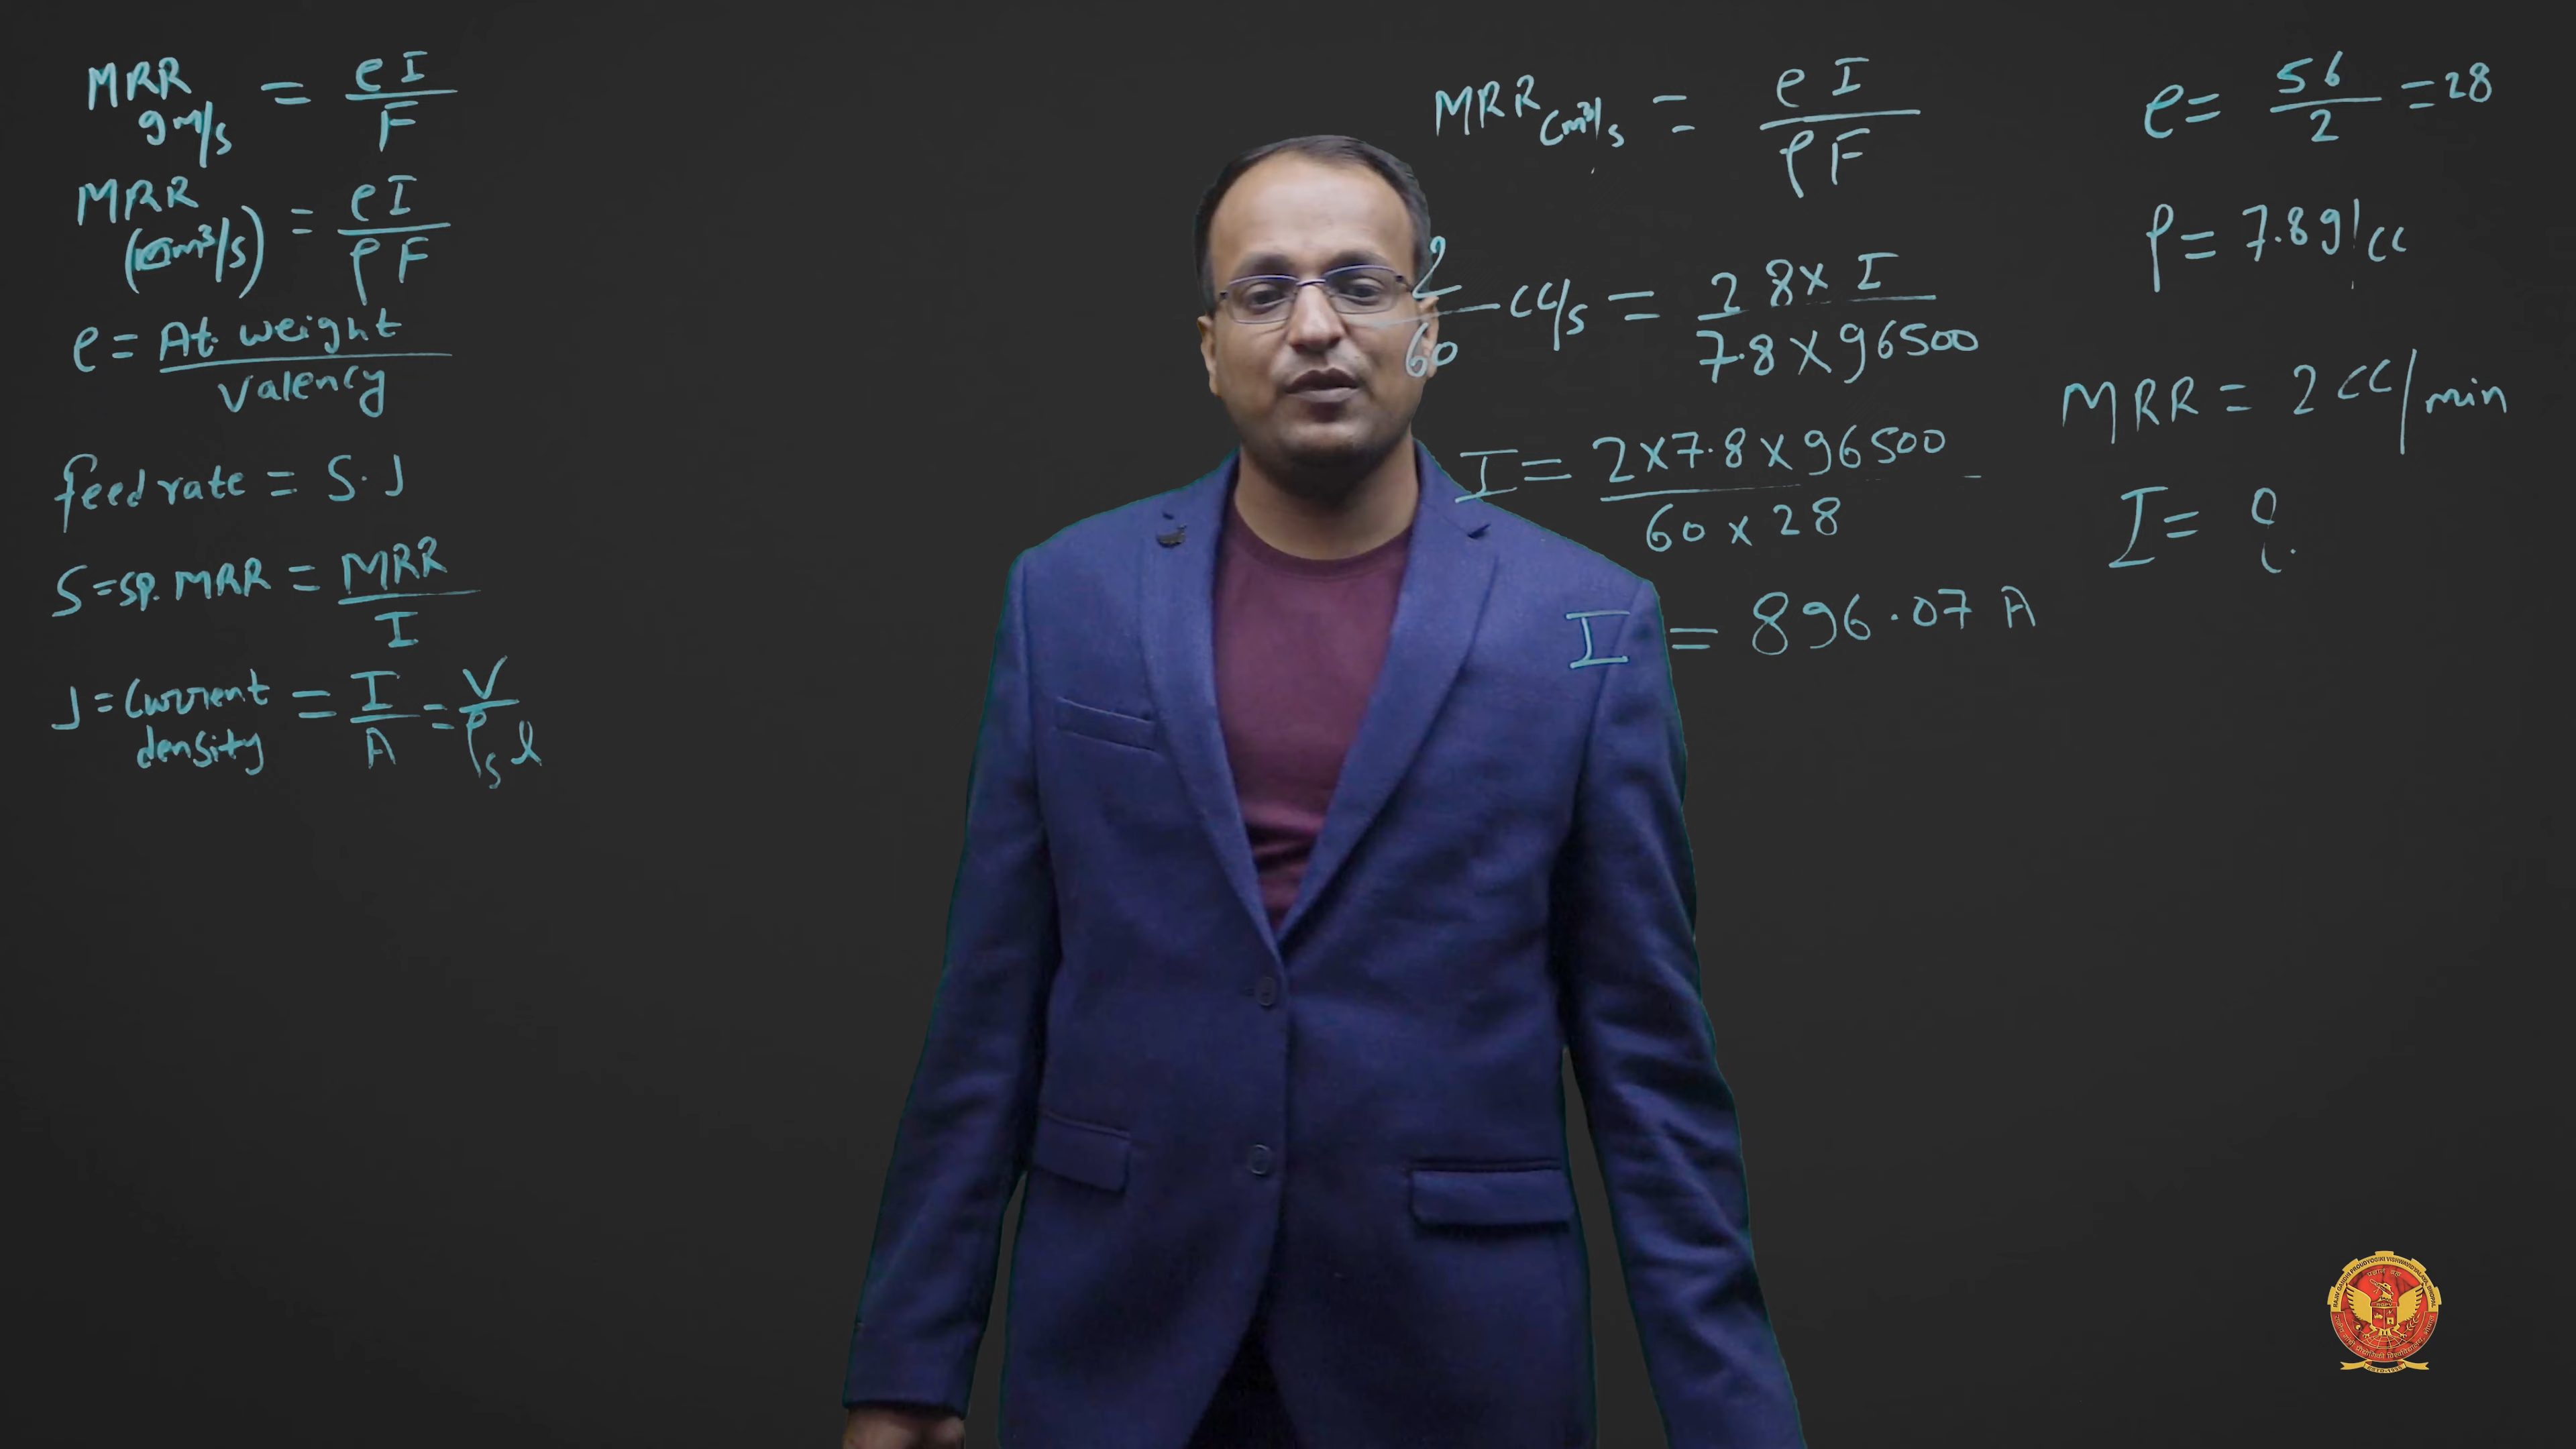 MRR gm/s = eI / F
MRR (cm³/s) = eI / ρF
e = At. weight / Valency
feed rate = S.J
S = sp. MRR = MRR / I
J = Current density = I / A = V / ρs l
MRR cm³/s = e I / ρ F
2 / 60 cc/s = 28 × I / 7.8 × 96500
I = 2×7.8×96500 / 60 × 28
I = 896.07 A
e = 56 / 2 = 28
ρ = 7.8 g/cc
MRR = 2 cc/min
I = ?